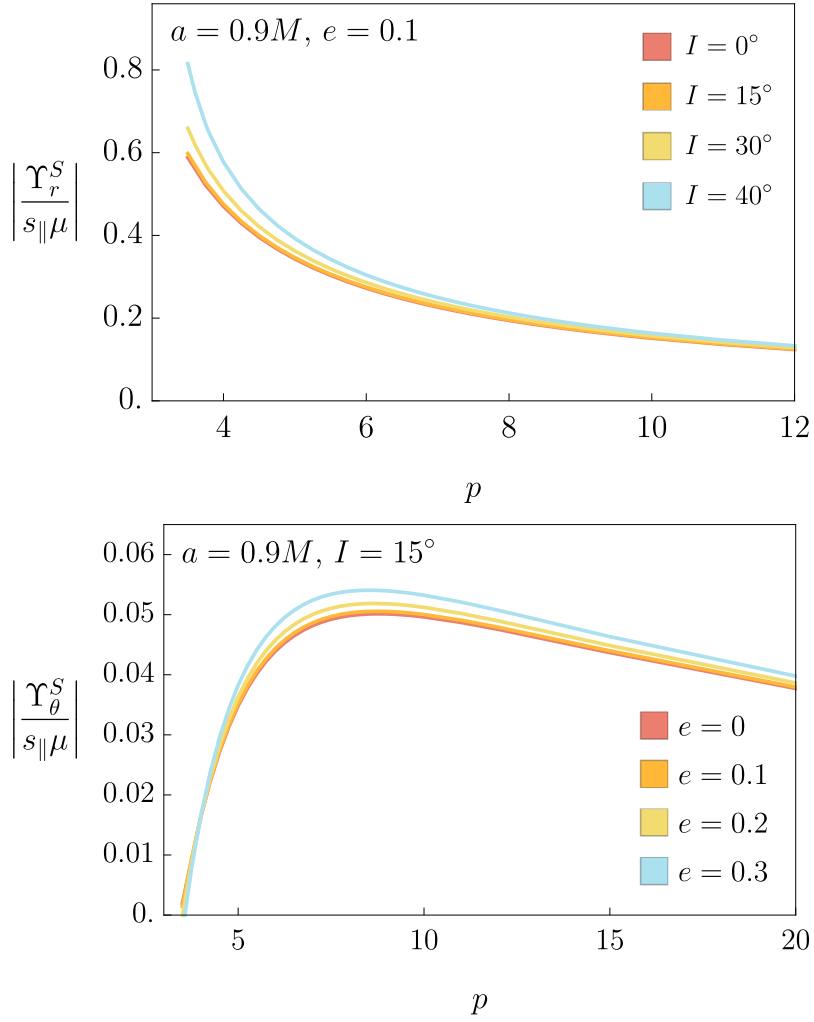 a = 0.9M, e = 0.1
I = 0°
I = 15°
I = 30°
I = 40°
0.8
0.6
0.4
0.2
0.
|Υ_r^S / s_∥μ|
4 6 8 10 12
p
a = 0.9M, I = 15°
0.06
0.05
0.04
0.03
0.02
0.01
0.
|Υ_θ^S / s_∥μ|
e = 0
e = 0.1
e = 0.2
e = 0.3
5 10 15 20
p